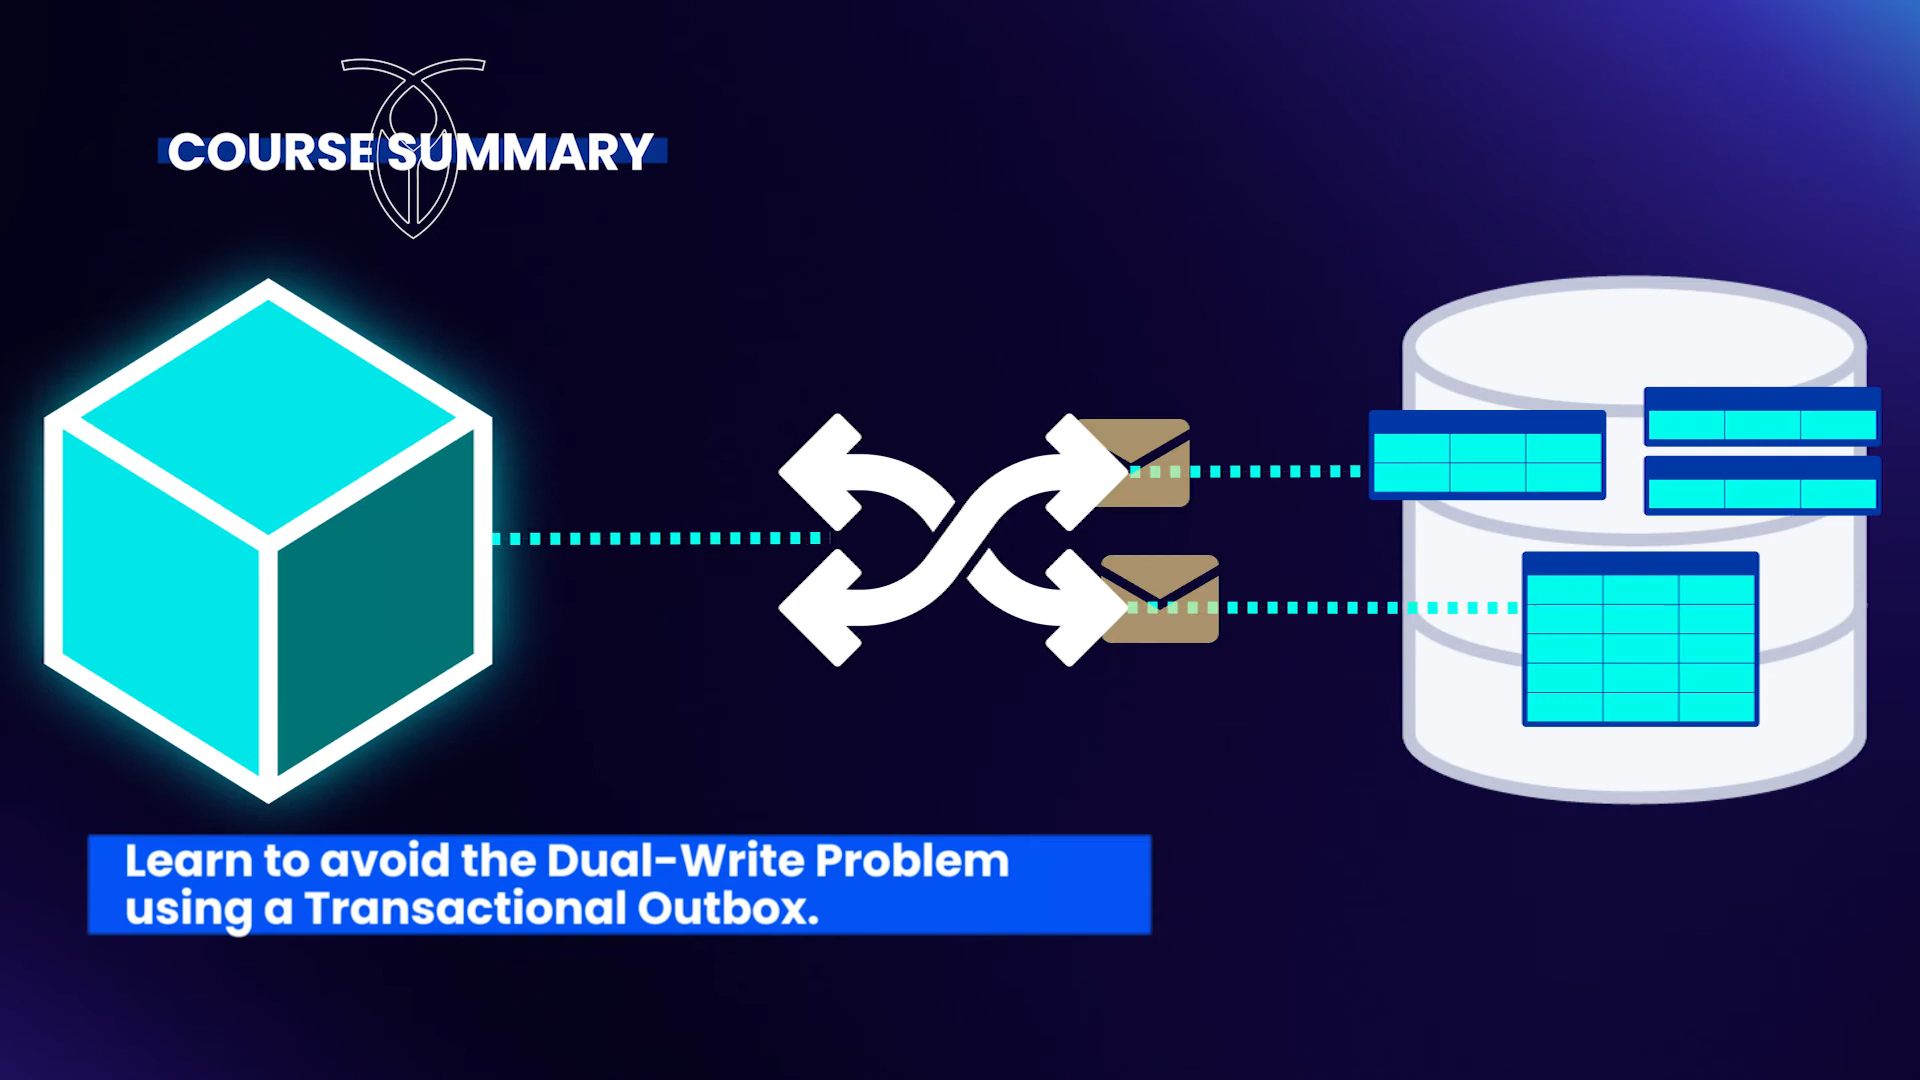 COURSE SUMMARY
Learn to avoid the Dual-Write Problem
using a Transactional Outbox.